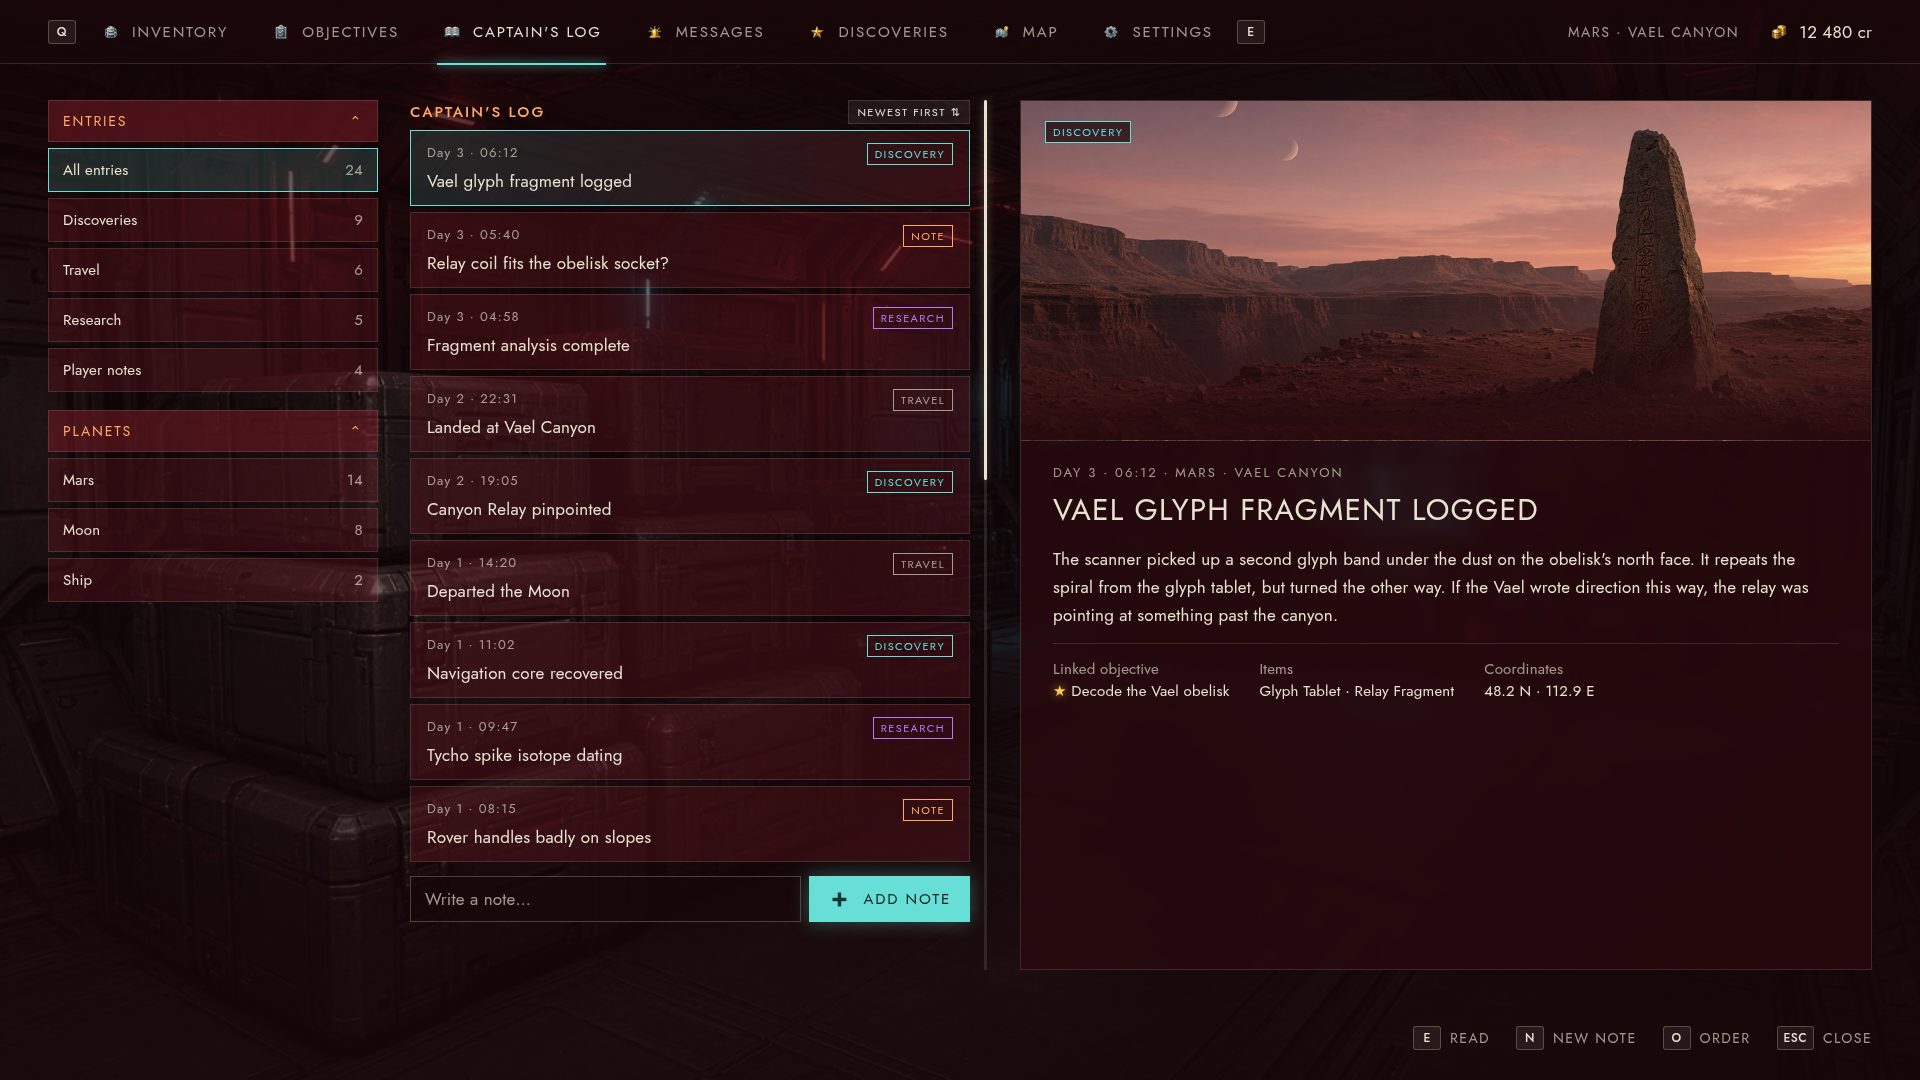 Q INVENTORY OBJECTIVES CAPTAIN'S LOG MESSAGES DISCOVERIES MAP SETTINGS E MARS · VAEL CANYON 12 480 cr
ENTRIES
All entries 24
Discoveries 9
Travel 6
Research 5
Player notes 4
PLANETS
Mars 14
Moon 8
Ship 2
CAPTAIN'S LOG NEWEST FIRST ⇅
Day 3 · 06:12 DISCOVERY
Vael glyph fragment logged
Day 3 · 05:40 NOTE
Relay coil fits the obelisk socket?
Day 3 · 04:58 RESEARCH
Fragment analysis complete
Day 2 · 22:31 TRAVEL
Landed at Vael Canyon
Day 2 · 19:05 DISCOVERY
Canyon Relay pinpointed
Day 1 · 14:20 TRAVEL
Departed the Moon
Day 1 · 11:02 DISCOVERY
Navigation core recovered
Day 1 · 09:47 RESEARCH
Tycho spike isotope dating
Day 1 · 08:15 NOTE
Rover handles badly on slopes
Write a note... ADD NOTE
DISCOVERY
DAY 3 · 06:12 · MARS · VAEL CANYON
VAEL GLYPH FRAGMENT LOGGED
The scanner picked up a second glyph band under the dust on the obelisk's north face. It repeats the
spiral from the glyph tablet, but turned the other way. If the Vael wrote direction this way, the relay was
pointing at something past the canyon.
Linked objective Items Coordinates
★ Decode the Vael obelisk Glyph Tablet · Relay Fragment 48.2 N · 112.9 E
E READ N NEW NOTE O ORDER ESC CLOSE